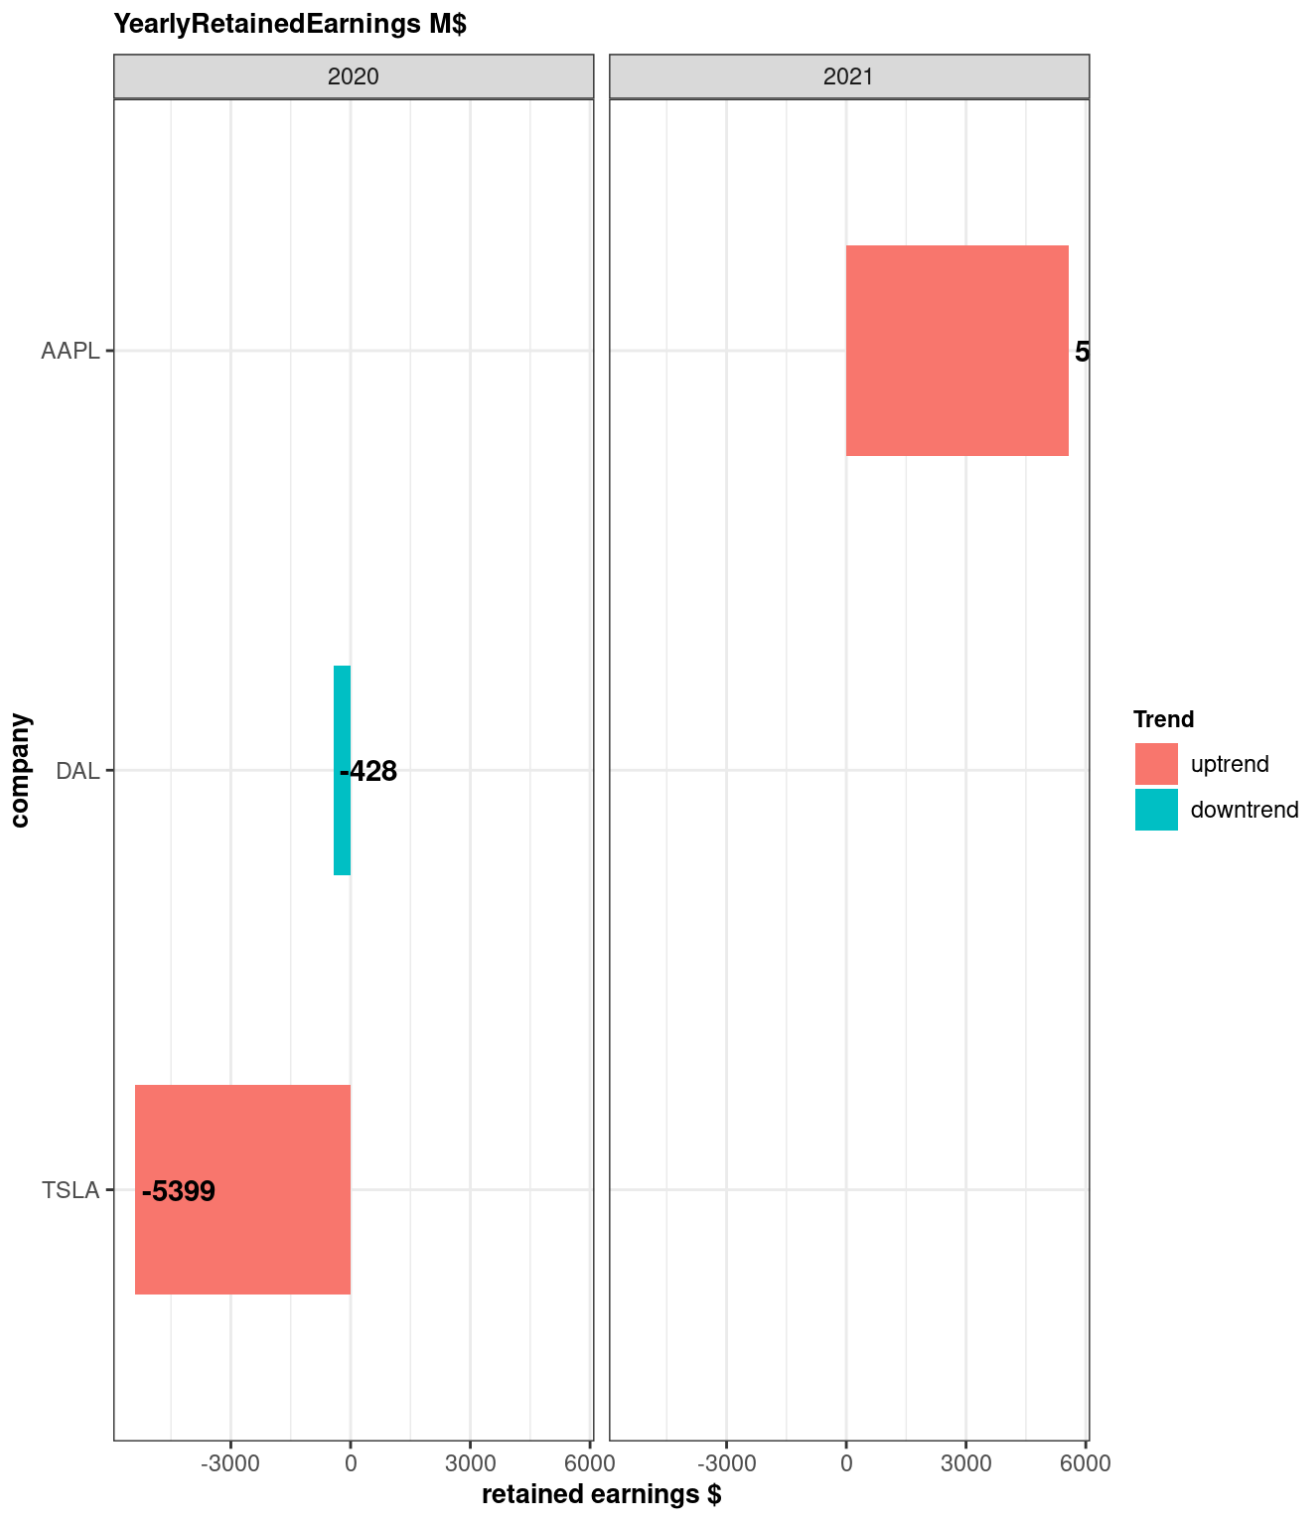 YearlyRetainedEarnings M$
2020
2021
AAPL
DAL
TSLA
company
5
-428
-5399
-3000 0 3000 6000
-3000 0 3000 6000
retained earnings $
Trend
uptrend
downtrend